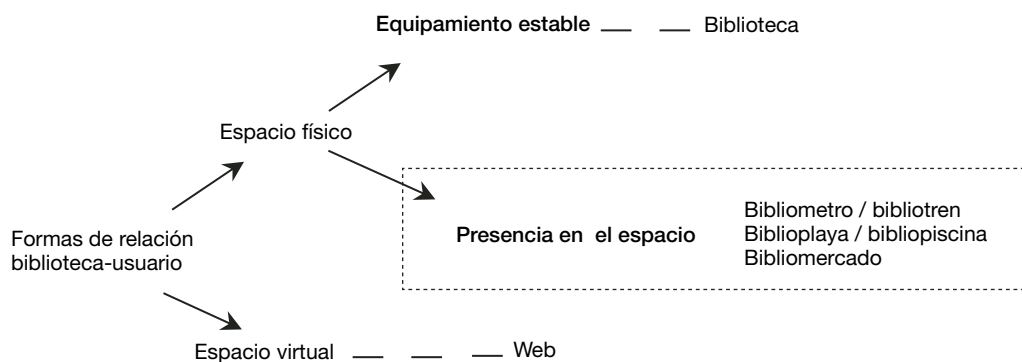 Equipamiento estable Biblioteca
Espacio físico
Formas de relación
biblioteca-usuario
Presencia en el espacio
Bibliometro / bibliotren
Biblioplaya / bibliopiscina
Bibliomercado
Espacio virtual Web